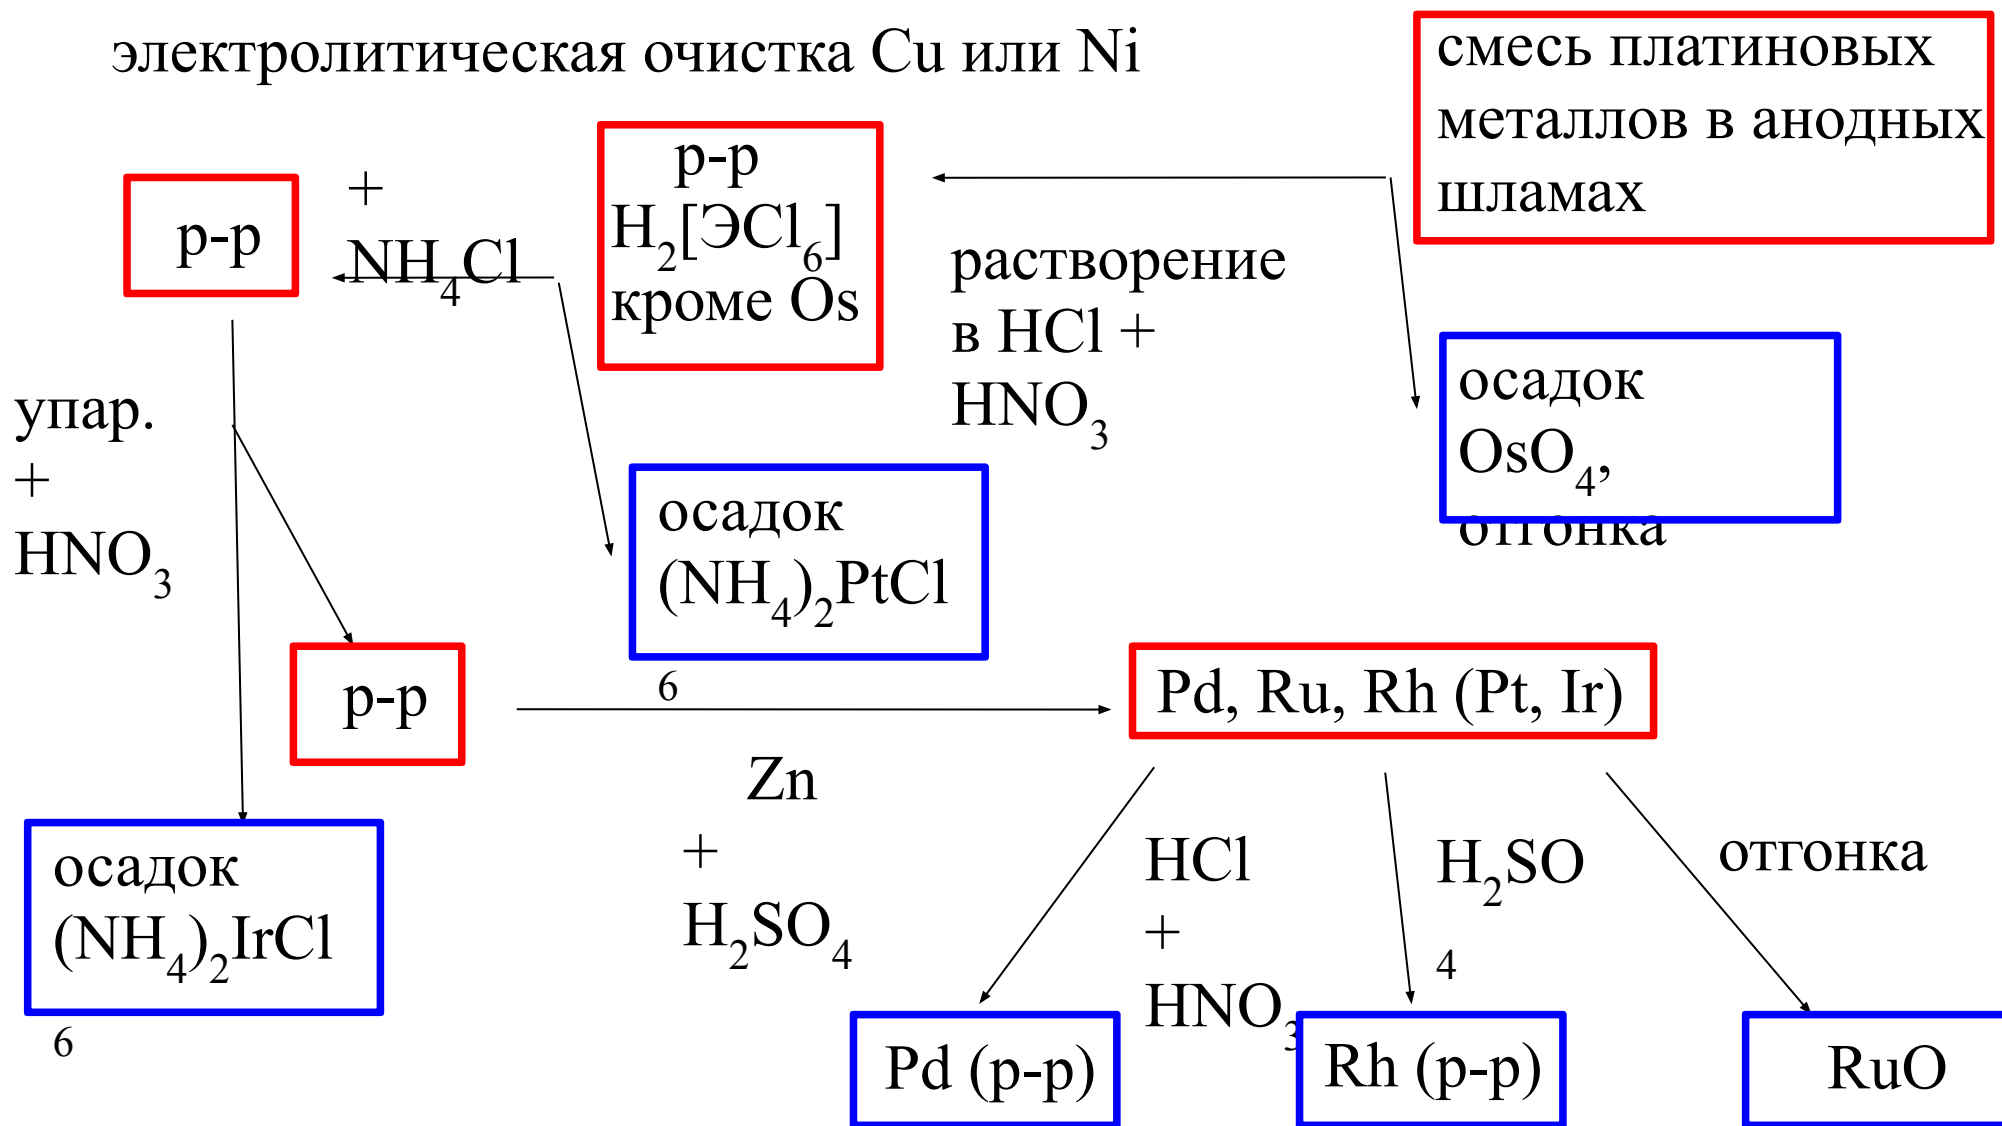 электролитическая очистка Cu или Ni
смесь платиновых
металлов в анодных
шламах
р-р
H₂[ЭCl₆]
кроме Os
+
NH₄Cl
р-р
растворение
в HCl +
HNO₃
осадок
OsO₄,
отгонка
упар.
+
HNO₃
осадок
(NH₄)₂PtCl
6
р-р
Pd, Ru, Rh (Pt, Ir)
Zn
+
H₂SO₄
осадок
(NH₄)₂IrCl
6
HCl
+
HNO₃
H₂SO
4
отгонка
Pd (р-р)
Rh (р-р)
RuO